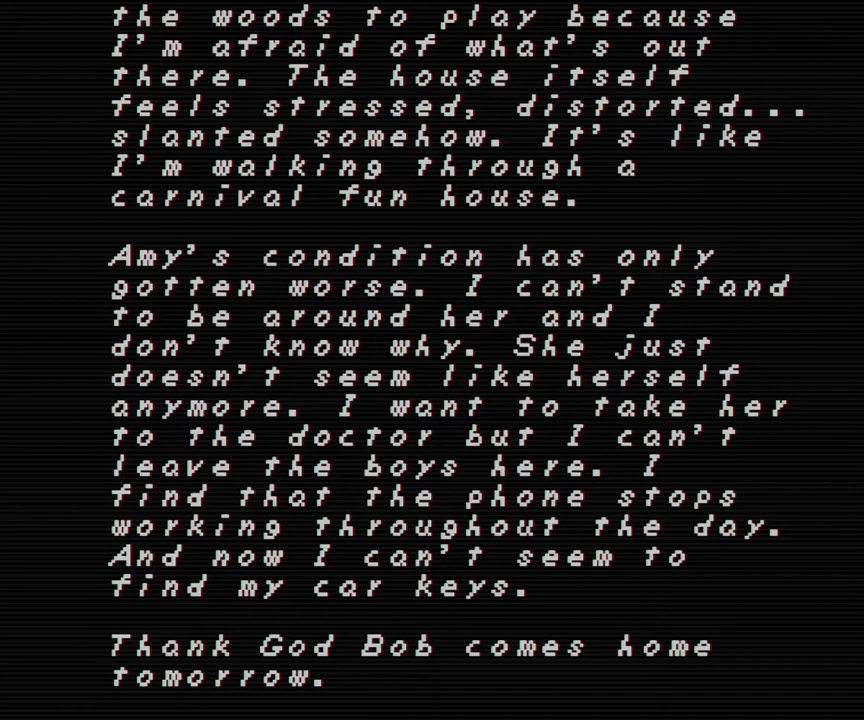 the woods to play because
I'm afraid of what's out
there. The house itself
feels stressed, distorted...
slanted somehow. It's like
I'm walking through a
carnival fun house.
Amy's condition has only
gotten worse. I can't stand
to be around her and I
don't know why. She just
doesn't seem like herself
anymore. I want to take her
to the doctor but I can't
leave the boys here. I
find that the phone stops
working throughout the day.
And now I can't seem to
find my car keys.
Thank God Bob comes home
tomorrow.